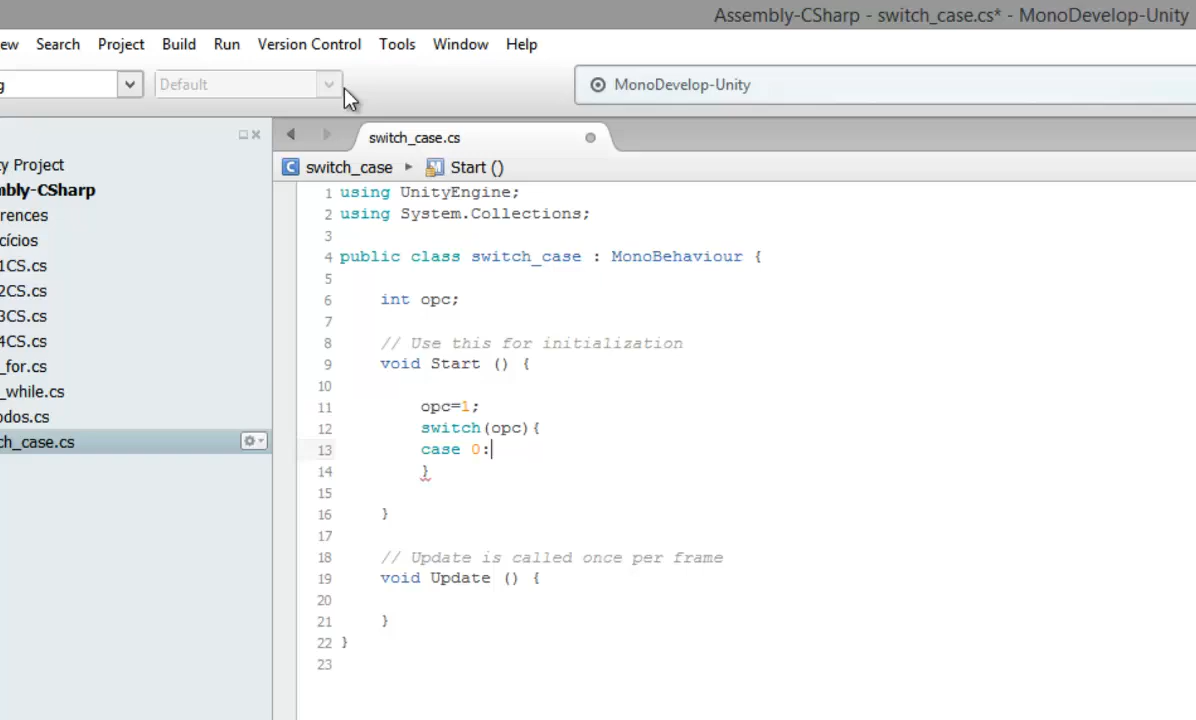 Assembly-CSharp - switch_case.cs* - MonoDevelop-Unity
ew Search Project Build Run Version Control Tools Window Help
g Default MonoDevelop-Unity
switch_case.cs
switch_case Start ()
ty Project
mbly-CSharp
rences
cícios
1CS.cs
2CS.cs
3CS.cs
4CS.cs
_for.cs
_while.cs
odos.cs
ch_case.cs
1 using UnityEngine;
2 using System.Collections;
3
4 public class switch_case : MonoBehaviour {
5
6 int opc;
7
8 // Use this for initialization
9 void Start () {
10
11 opc=1;
12 switch(opc){
13 case 0:
14 }
15
16 }
17
18 // Update is called once per frame
19 void Update () {
20
21 }
22 }
23